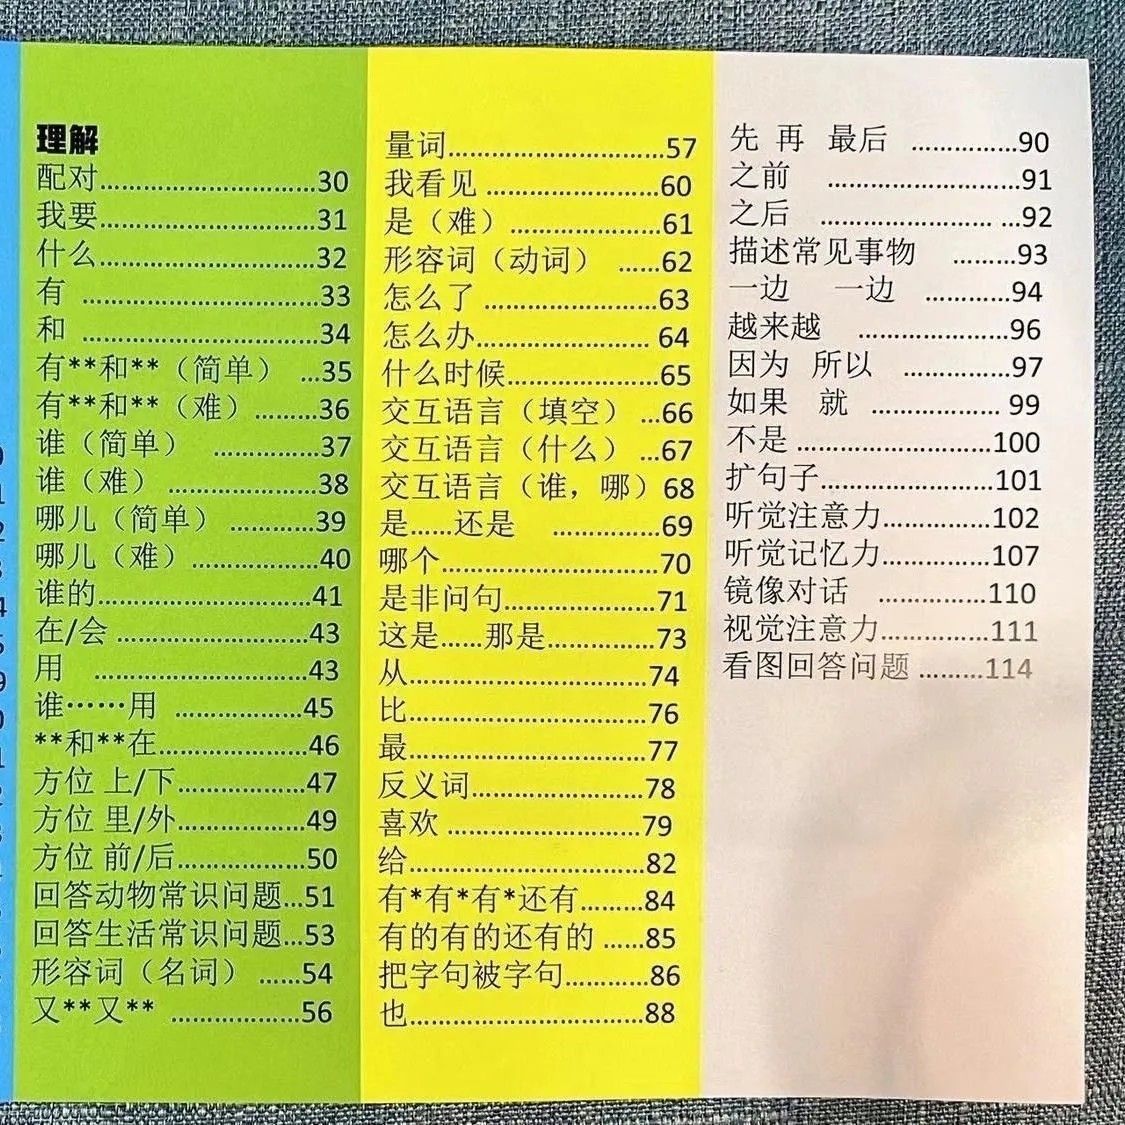 理解
配对..............................30
我要..............................31
什么..............................32
有 ................................33
和 ................................34
有**和**（简单） ...35
有**和**（难）.........36
谁（简单） ...............37
谁（难） ..................38
哪儿（简单） ............39
哪儿（难）..................40
谁的..............................41
在/会 ...........................43
用 ..............................43
谁……用 ..................45
**和**在.....................46
方位 上/下..................47
方位 里/外..................49
方位 前/后..................50
回答动物常识问题...51
回答生活常识问题...53
形容词（名词） ......54
又**又** ..................56
量词..............................57
我看见 ........................60
是（难）.....................61
形容词（动词） ......62
怎么了 ........................63
怎么办........................ 64
什么时候.....................65
交互语言（填空） ...66
交互语言（什么） ...67
交互语言（谁，哪）68
是......还是 ...............69
哪个..............................70
是非问句.....................71
这是......那是...............73
从.................................74
比.................................76
最.................................77
反义词........................78
喜欢 ...........................79
给.................................82
有*有*有*还有.........84
有的有的还有的 ......85
把字句被字句............86
也.................................88
先 再 最后 ...............90
之前 ...........................91
之后 ........................ ...92
描述常见事物 .........93
一边 一边 ............94
越来越 .....................96
因为 所以 ...............97
如果 就 .................. 99
不是 ...........................100
扩句子........................101
听觉注意力...............102
听觉记忆力...............107
镜像对话 ...............110
视觉注意力...............111
看图回答问题 .........114